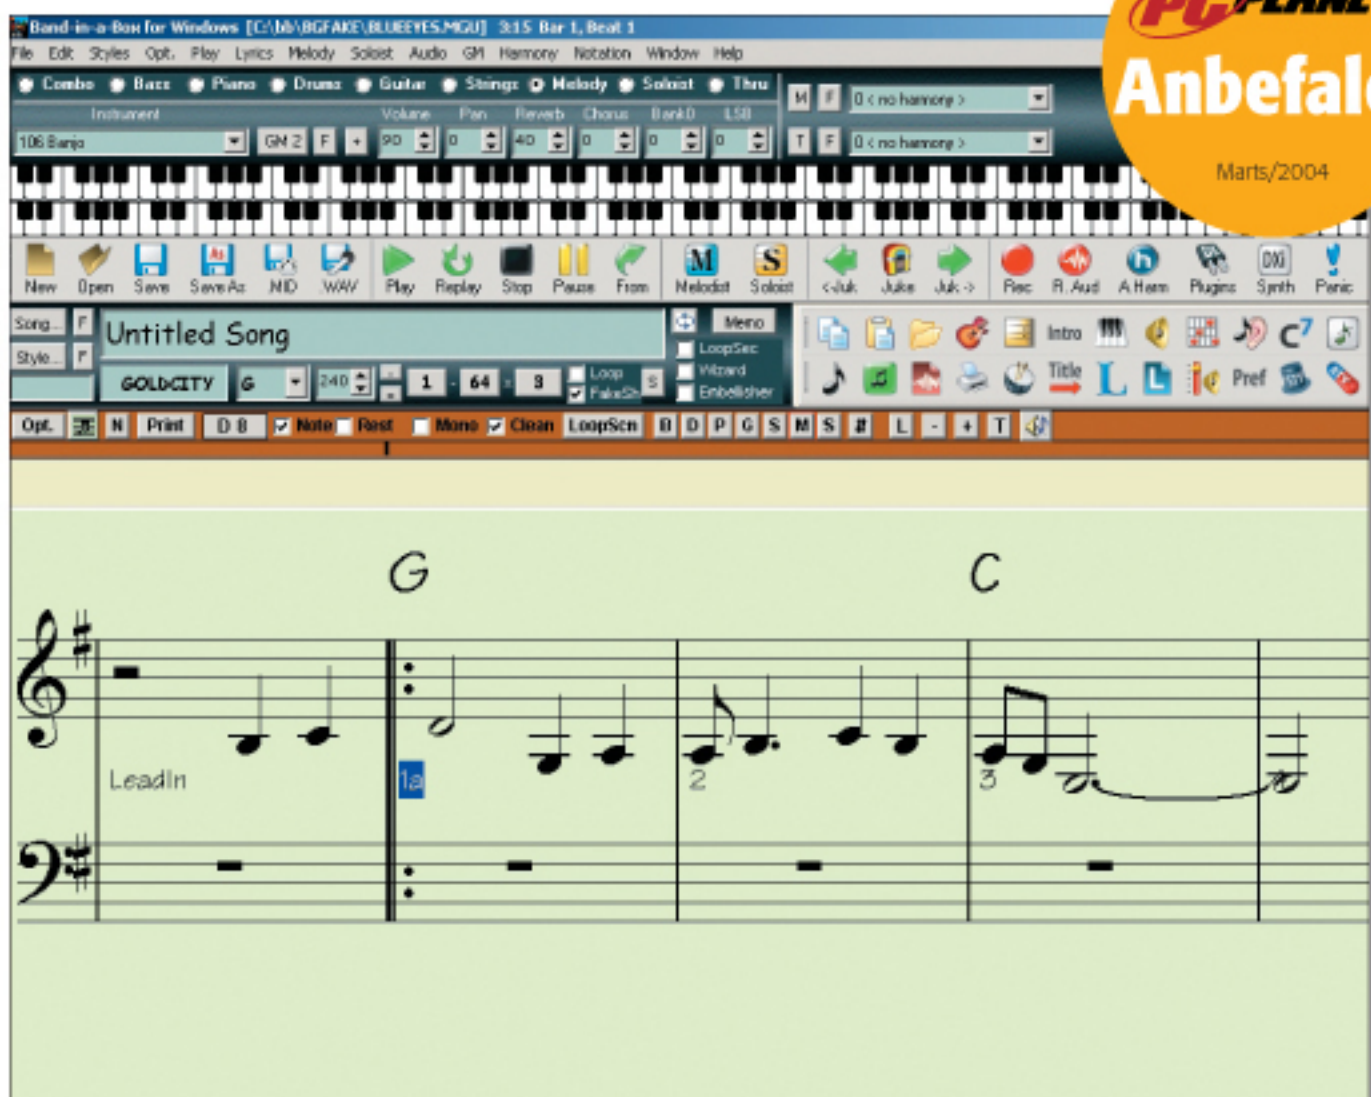 Band-in-a-Box for Windows [C:\bb\BGFAKE\BLUEEYES.MGU] 3:15 Bar 1, Beat 1
File Edit Styles Opt. Play Lyrics Melody Soloist Audio GM Harmony Notation Window Help
PC PLANET
Anbefal
Marts/2004
Combo Bass Piano Drums Guitar Strings Melody Soloist Thru
Instrument Volume Pan Reverb Chorus Bank0 LSB
M F 0 < no harmony >
106 Banjo GM 2 F + 90 0 40 0 0 0
T F 0 < no harmony >
New Open Save Save As .MID .WAV Play Replay Stop Pause From Melodist Soloist <-Juk Juke Juk-> Rec R. Aud A.Harm Plugins Synth Panic
Song... F Untitled Song Memo
Style... F LoopSec
Wizard
Embellisher
GOLDCITY G 240 1 - 64 x 3 Loop S
FakeSh
Intro C7
Title L L Pref
Opt. N Print D 8 Note Rest Mono Clean LoopScn B D P G S M S # L - + T
G C
LeadIn 1a 2 3